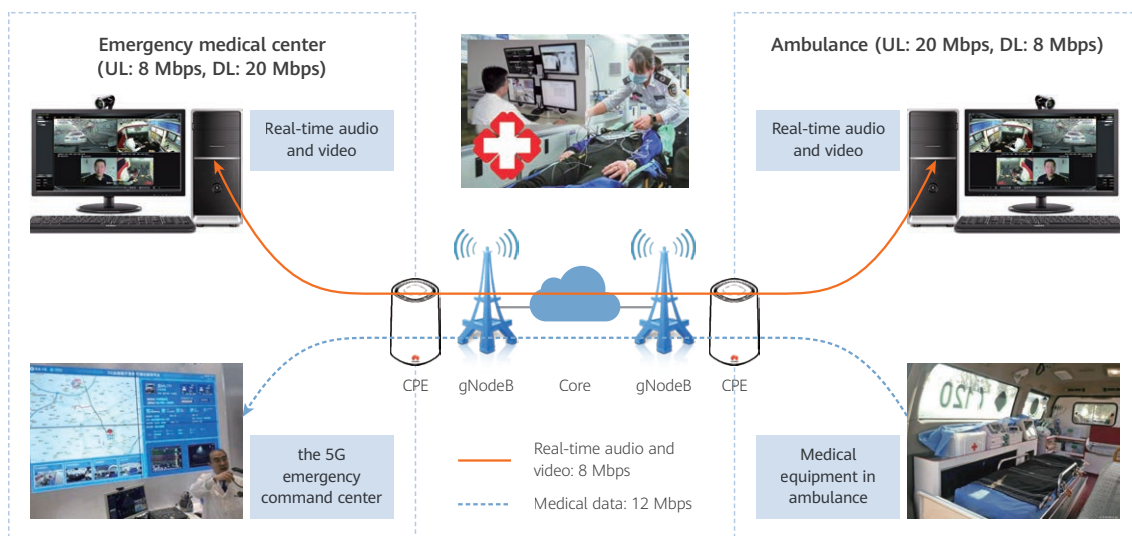 Emergency medical center
(UL: 8 Mbps, DL: 20 Mbps)
Ambulance (UL: 20 Mbps, DL: 8 Mbps)
Real-time audio
and video
Real-time audio
and video
CPE
gNodeB
Core
gNodeB
CPE
the 5G
emergency
command center
Real-time audio and
video: 8 Mbps
Medical data: 12 Mbps
Medical
equipment in
ambulance
120